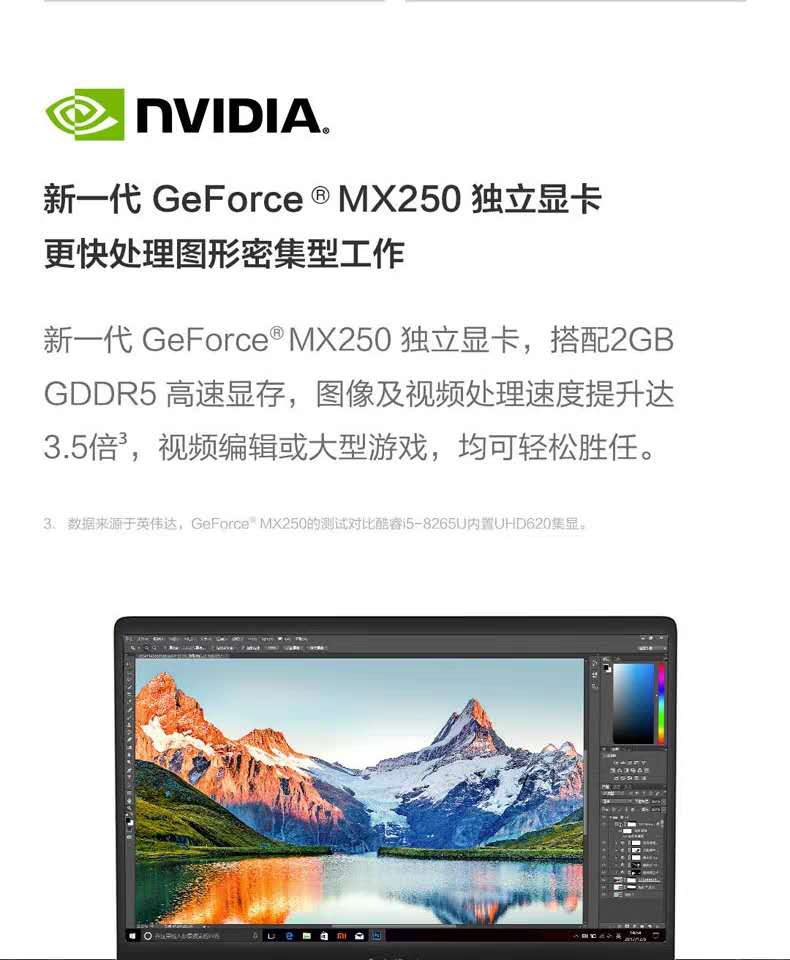 NVIDIA®
新一代 GeForce ® MX250 独立显卡
更快处理图形密集型工作
新一代 GeForce® MX250 独立显卡，搭配2GB
GDDR5 高速显存，图像及视频处理速度提升达
3.5倍³，视频编辑或大型游戏，均可轻松胜任。
3. 数据来源于英伟达，GeForce® MX250的测试对比酷睿i5-8265U内置UHD620集显。